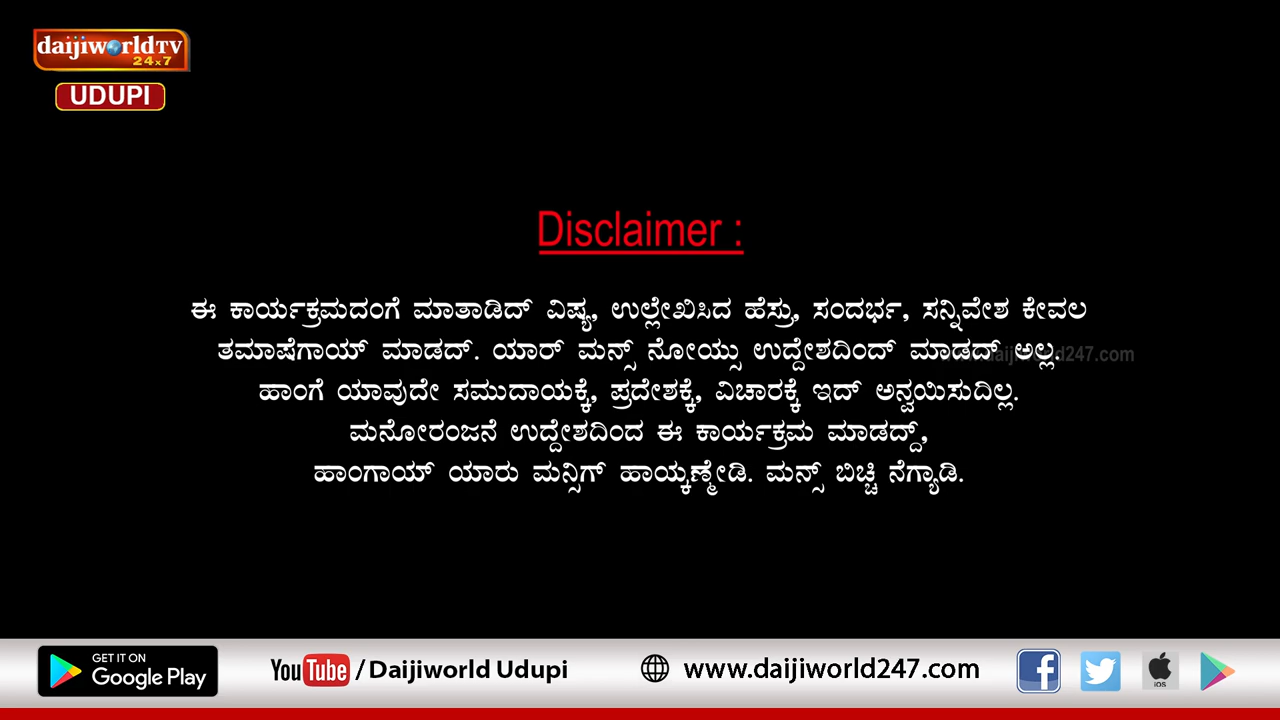 daijiworldTV
24x7
UDUPI
Disclaimer :
ಈ ಕಾರ್ಯಕ್ರಮದಂಗೆ ಮಾತಾಡಿದ್ ವಿಷ್ಯ, ಉಲ್ಲೇಖಿಸಿದ ಹೆಸ್ರು, ಸಂದರ್ಭ, ಸನ್ನಿವೇಶ ಕೇವಲ
ತಮಾಷೆಗಾಯ್ ಮಾಡದ್. ಯಾರ್ ಮನ್ಸ್ ನೋಯ್ಸು ಉದ್ದೇಶದಿಂದ್ ಮಾಡದ್ ಅಲ್ಲ.
ಹಾಂಗೆ ಯಾವುದೇ ಸಮುದಾಯಕ್ಕೆ, ಪ್ರದೇಶಕ್ಕೆ, ವಿಚಾರಕ್ಕೆ ಇದ್ ಅನ್ವಯಿಸುದಿಲ್ಲ.
ಮನೋರಂಜನೆ ಉದ್ದೇಶದಿಂದ ಈ ಕಾರ್ಯಕ್ರಮ ಮಾಡದ್ದ್,
ಹಾಂಗಾಯ್ ಯಾರು ಮನ್ಸಿಗ್ ಹಾಯ್ಕಣ್ಮೇಡಿ. ಮನ್ಸ್ ಬಿಚ್ಚಿ ನೆಗ್ಯಾಡಿ.
GET IT ON
Google Play
YouTube /Daijiworld Udupi
www.daijiworld247.com
iOS